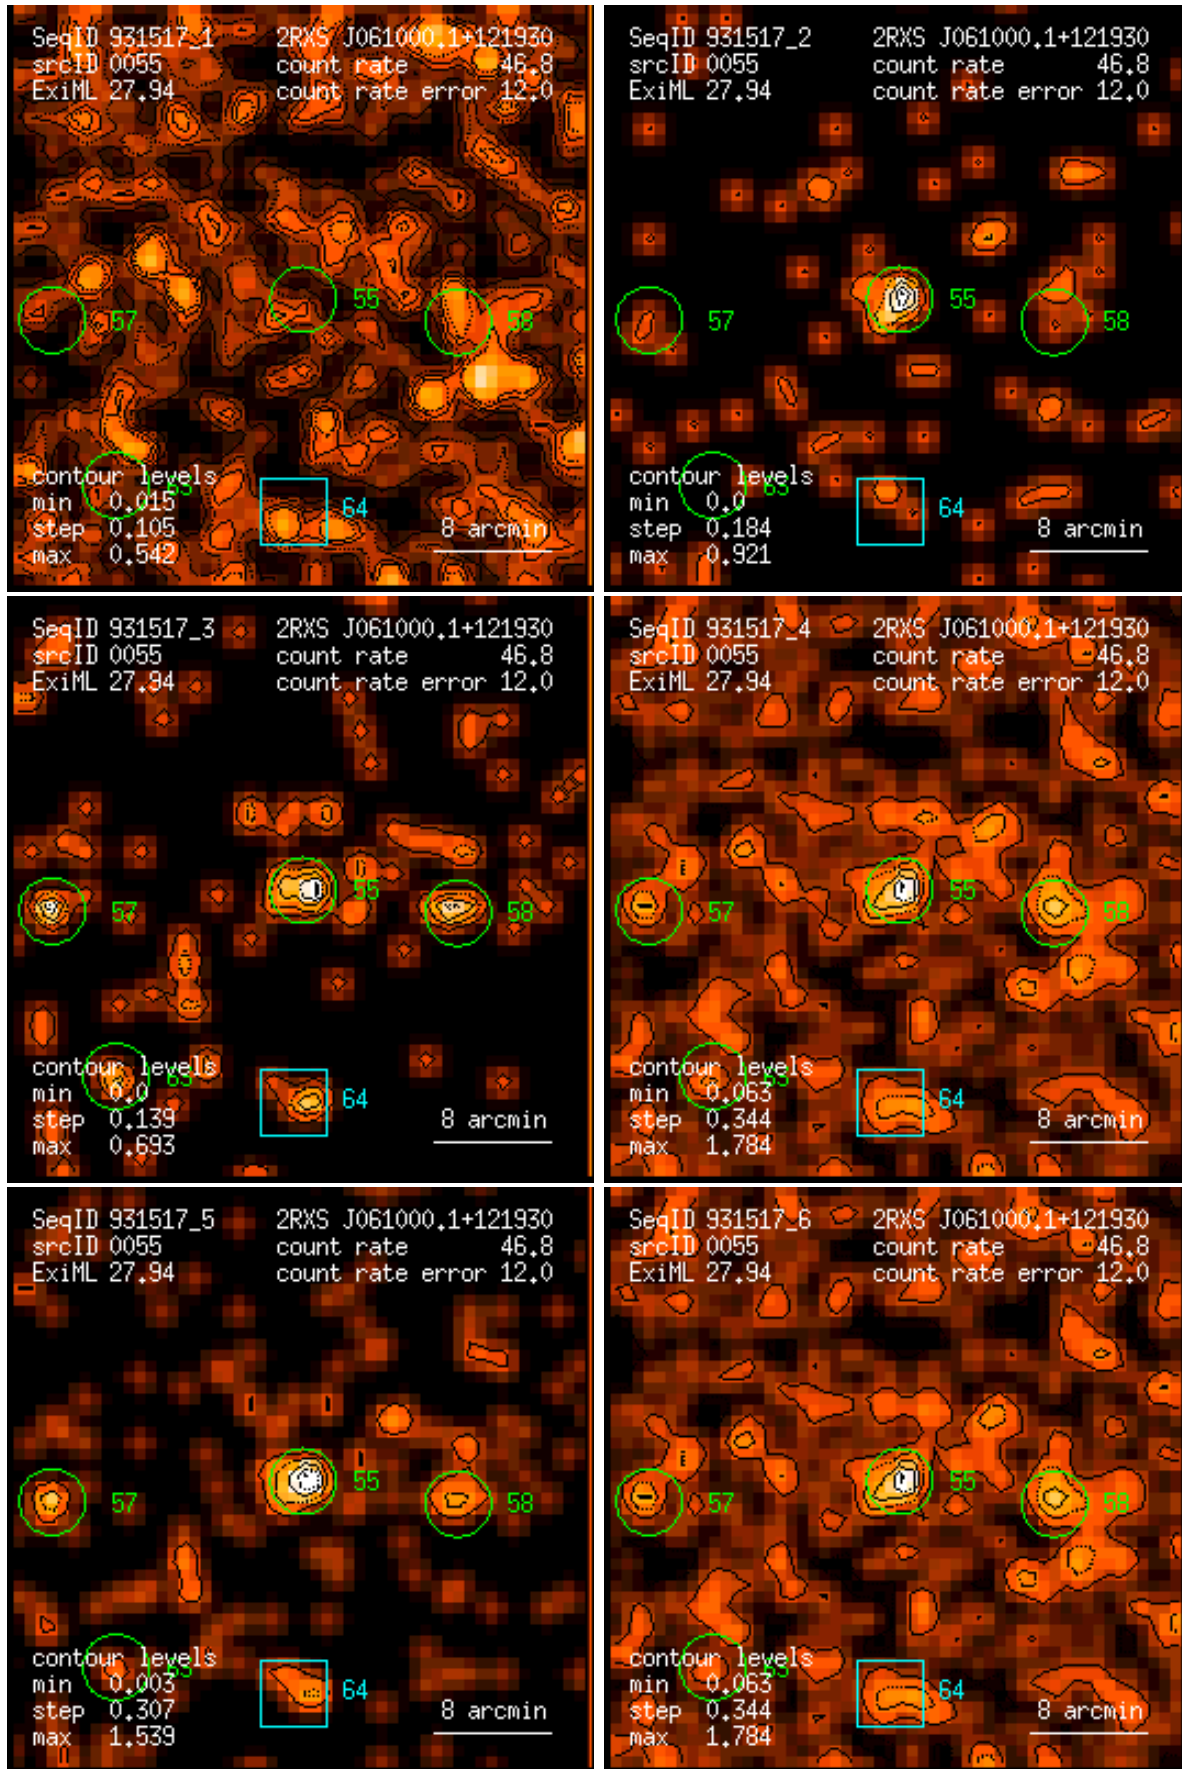 SeqID 931517_1 2RXS J061000.1+121930
srcID 0055 count rate 46.8
ExiML 27.94 count rate error 12.0
55
57
58
contour levels
63
min 0.015
64
step 0.105
8 arcmin
max 0.542
SeqID 931517_2 2RXS J061000.1+121930
srcID 0055 count rate 46.8
ExiML 27.94 count rate error 12.0
55
57
58
contour levels
63
min 0.0
64
step 0.184
8 arcmin
max 0.921
SeqID 931517_3 2RXS J061000.1+121930
srcID 0055 count rate 46.8
ExiML 27.94 count rate error 12.0
55
57
58
contour levels
63
min 0.0
64
step 0.139
8 arcmin
max 0.693
SeqID 931517_4 2RXS J061000.1+121930
srcID 0055 count rate 46.8
ExiML 27.94 count rate error 12.0
55
57
58
contour levels
63
min 0.063
64
step 0.344
8 arcmin
max 1.784
SeqID 931517_5 2RXS J061000.1+121930
srcID 0055 count rate 46.8
ExiML 27.94 count rate error 12.0
55
57
58
contour levels
63
min 0.003
64
step 0.307
8 arcmin
max 1.539
SeqID 931517_6 2RXS J061000.1+121930
srcID 0055 count rate 46.8
ExiML 27.94 count rate error 12.0
55
57
58
contour levels
63
min 0.063
64
step 0.344
8 arcmin
max 1.784